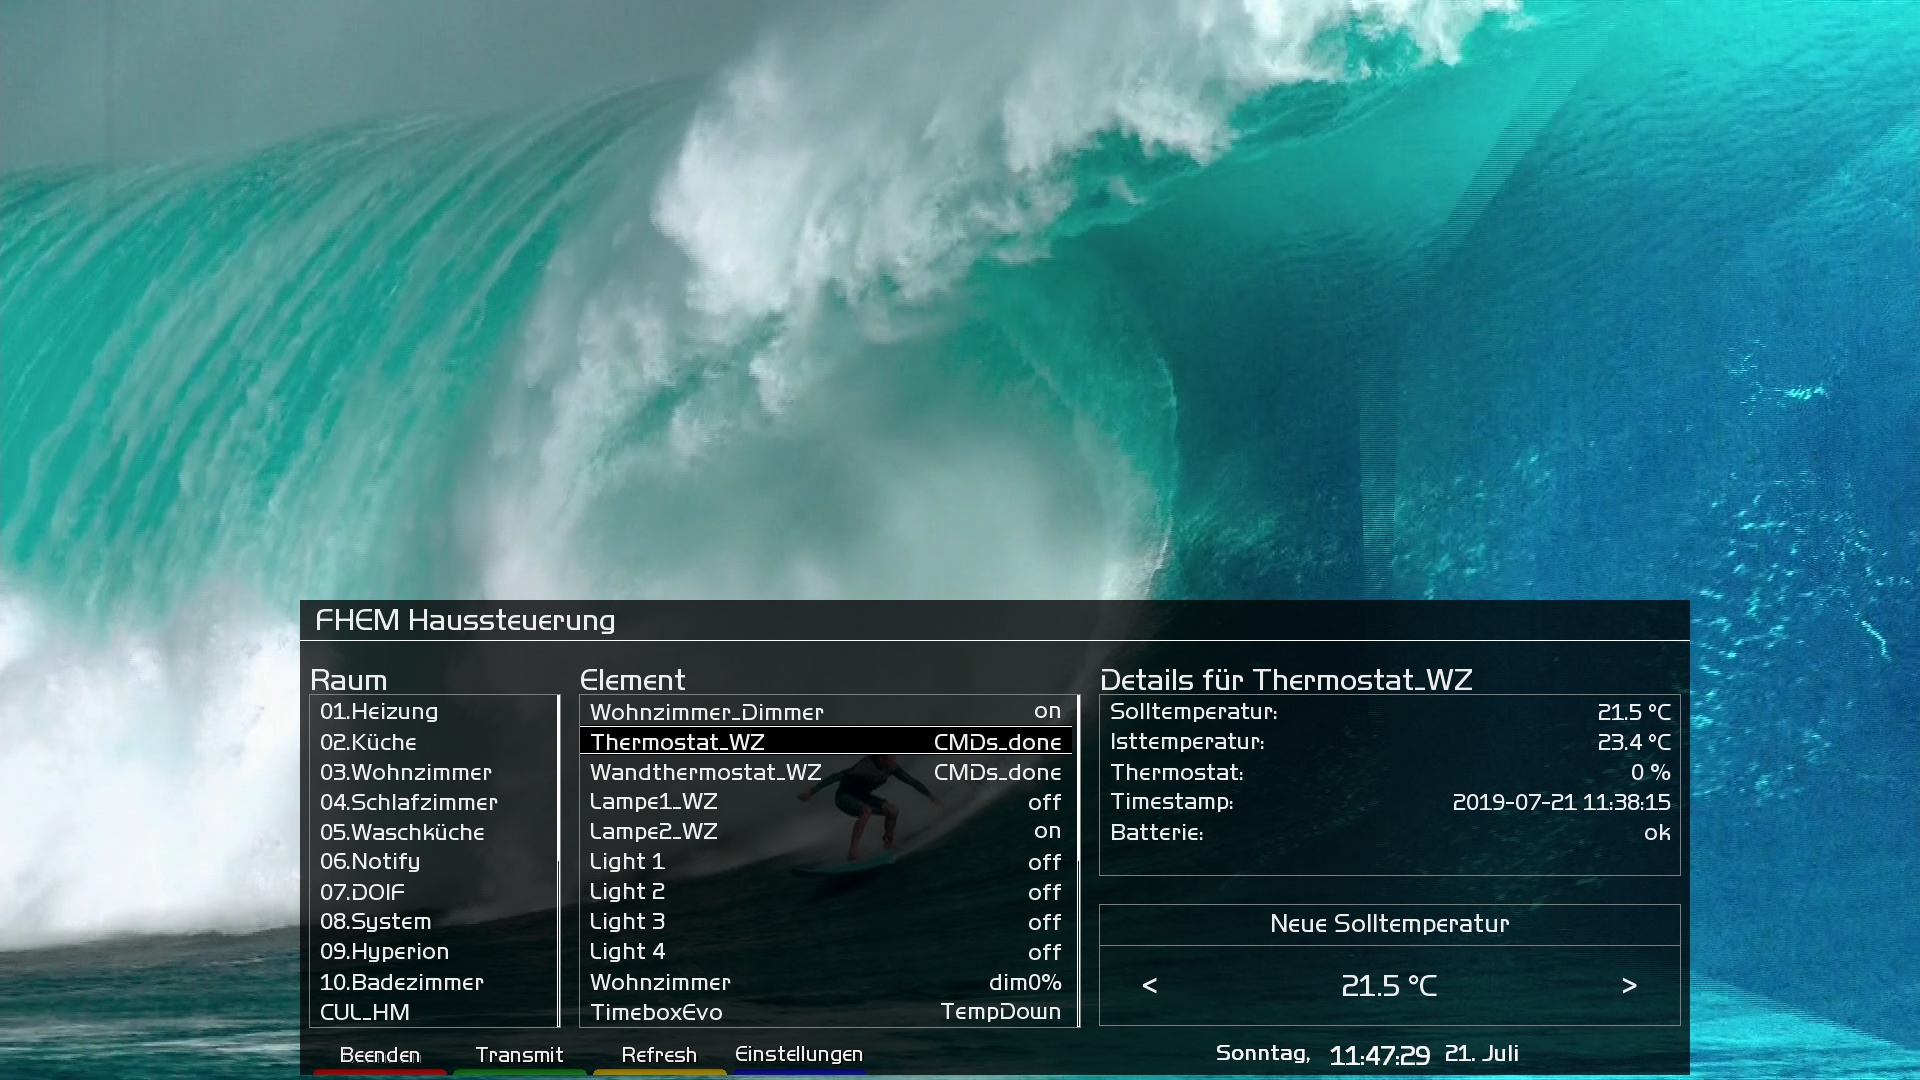 FHEM Haussteuerung
Raum
01.Heizung
02.Küche
03.Wohnzimmer
04.Schlafzimmer
05.Waschküche
06.Notify
07.DOIF
08.System
09.Hyperion
10.Badezimmer
CUL_HM
Element
Wohnzimmer_Dimmer on
Thermostat_WZ CMDs_done
Wandthermostat_WZ CMDs_done
Lampe1_WZ off
Lampe2_WZ on
Light 1 off
Light 2 off
Light 3 off
Light 4 off
Wohnzimmer dim0%
TimeboxEvo TempDown
Details für Thermostat_WZ
Solltemperatur: 21.5 °C
Isttemperatur: 23.4 °C
Thermostat: 0 %
Timestamp: 2019-07-21 11:38:15
Batterie: ok
Neue Solltemperatur
< 21.5 °C >
Beenden Transmit Refresh Einstellungen
Sonntag, 11:47:29 21. Juli